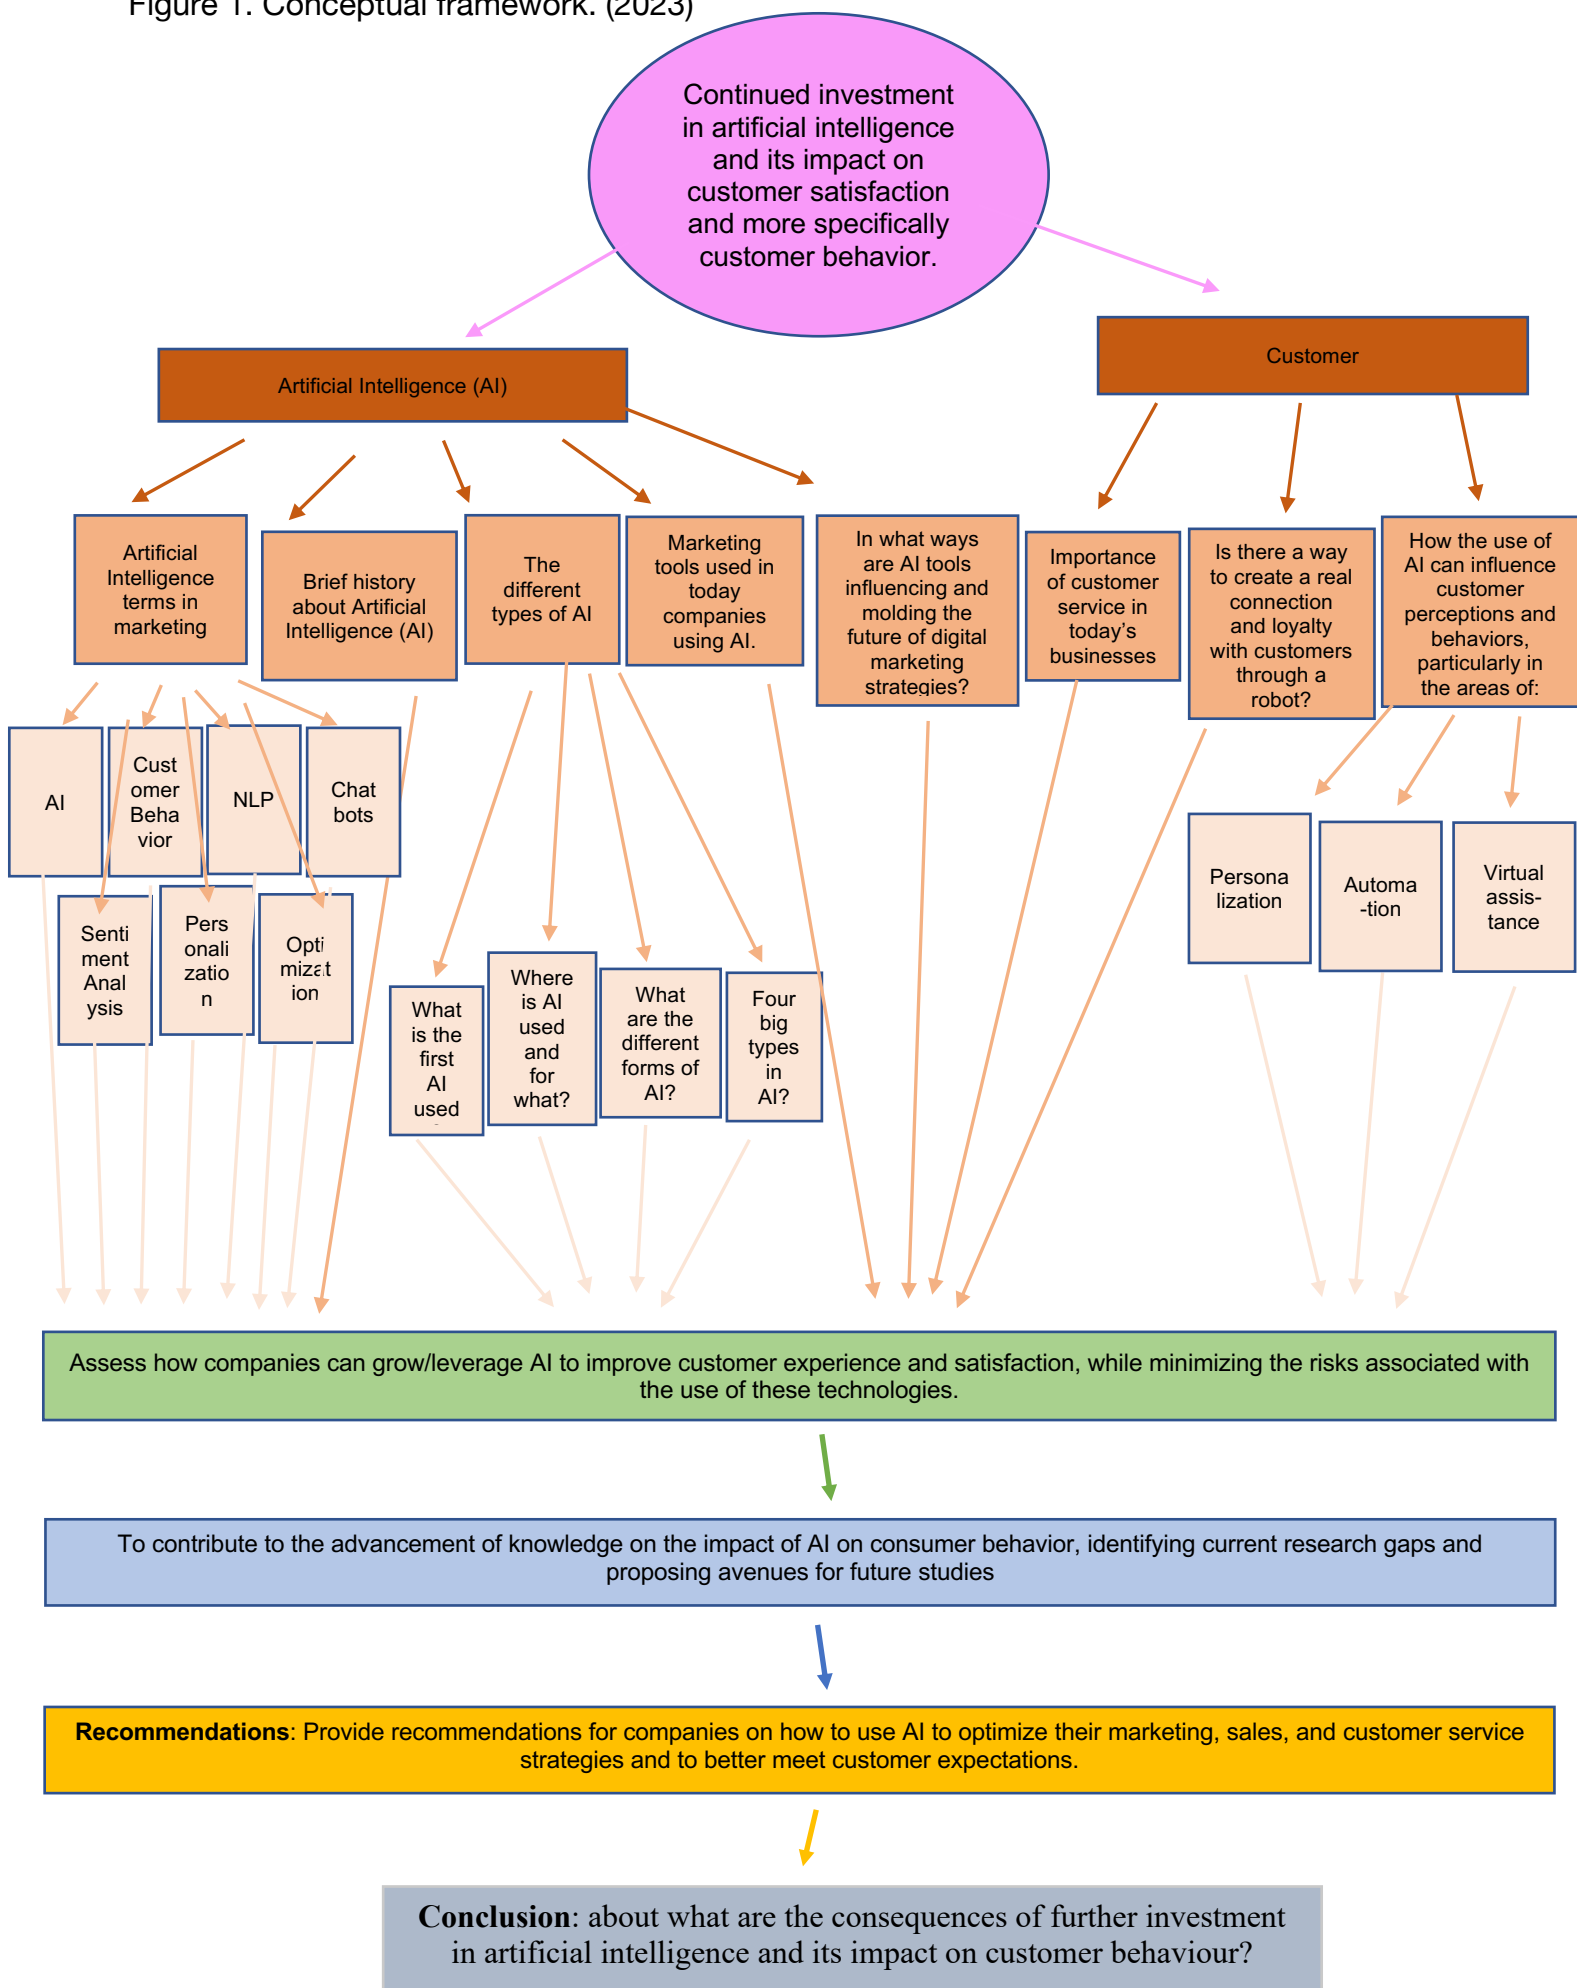 Figure 1. Conceptual framework. (2023)
Continued investment
in artificial intelligence
and its impact on
customer satisfaction
and more specifically
customer behavior.
Artificial Intelligence (AI)
Customer
Artificial
Intelligence
terms in
marketing
Brief history
about Artificial
Intelligence (AI)
The
different
types of AI
Marketing
tools used in
today
companies
using AI.
In what ways
are AI tools
influencing and
molding the
future of digital
marketing
strategies?
Importance
of customer
service in
today’s
businesses
Is there a way
to create a real
connection
and loyalty
with customers
through a
robot?
How the use of
AI can influence
customer
perceptions and
behaviors,
particularly in
the areas of:
AI
Cust
omer
Beha
vior
NLP
Chat
bots
Senti
ment
Anal
ysis
Pers
onali
zatio
n
Opti
mizat
ion
What
is the
first
AI
used
Where
is AI
used
and
for
what?
What
are the
different
forms of
AI?
Four
big
types
in
AI?
Persona
lization
Automa
-tion
Virtual
assis-
tance
Assess how companies can grow/leverage AI to improve customer experience and satisfaction, while minimizing the risks associated with
the use of these technologies.
To contribute to the advancement of knowledge on the impact of AI on consumer behavior, identifying current research gaps and
proposing avenues for future studies
Recommendations: Provide recommendations for companies on how to use AI to optimize their marketing, sales, and customer service
strategies and to better meet customer expectations.
Conclusion: about what are the consequences of further investment
in artificial intelligence and its impact on customer behaviour?